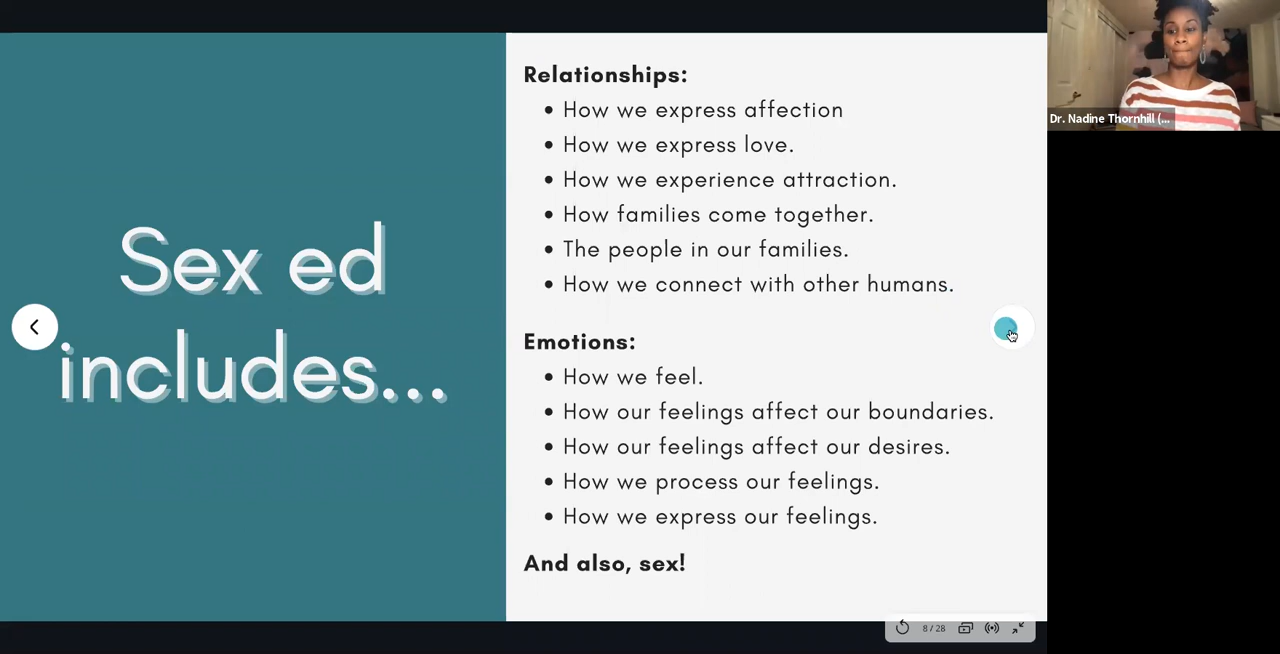 Sex ed
includes...
Relationships:
• How we express affection
• How we express love.
• How we experience attraction.
• How families come together.
• The people in our families.
• How we connect with other humans.
Emotions:
• How we feel.
• How our feelings affect our boundaries.
• How our feelings affect our desires.
• How we process our feelings.
• How we express our feelings.
And also, sex!
8 / 28
Dr. Nadine Thornhill (...